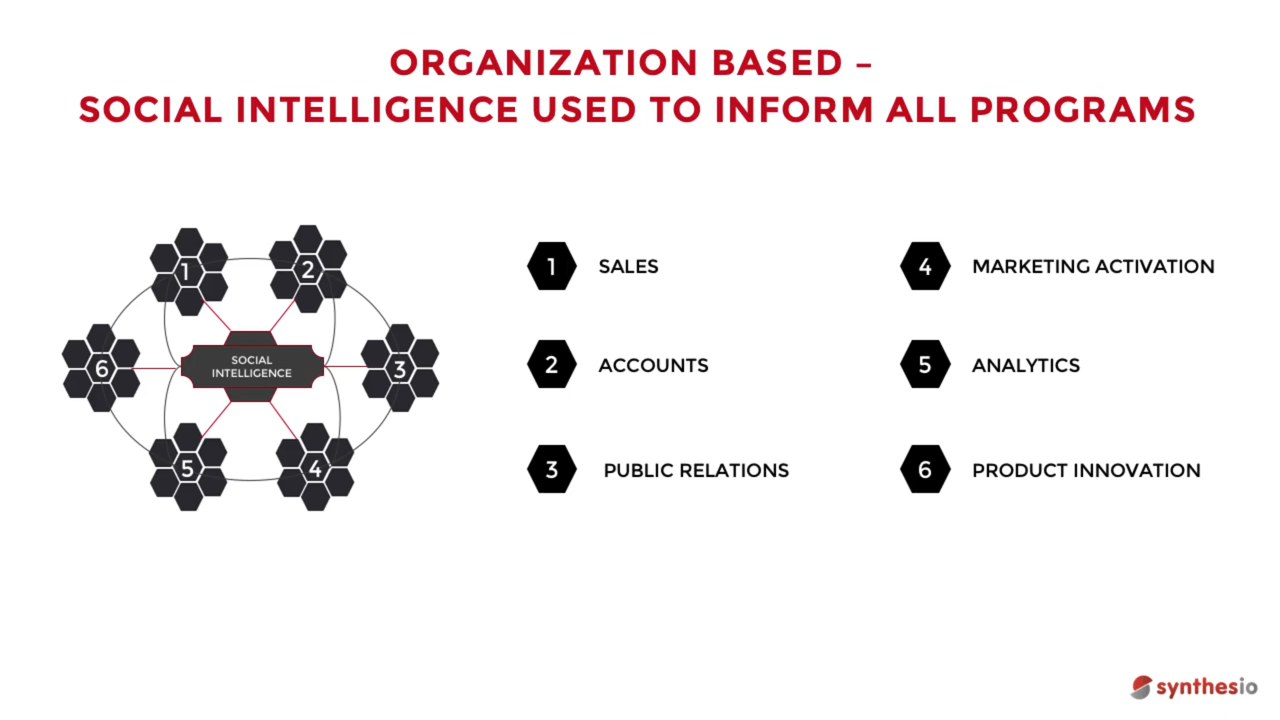 ORGANIZATION BASED –
SOCIAL INTELLIGENCE USED TO INFORM ALL PROGRAMS
1
2
SOCIAL
INTELLIGENCE
6
3
5
4
1 SALES
2 ACCOUNTS
3 PUBLIC RELATIONS
4 MARKETING ACTIVATION
5 ANALYTICS
6 PRODUCT INNOVATION
synthesio